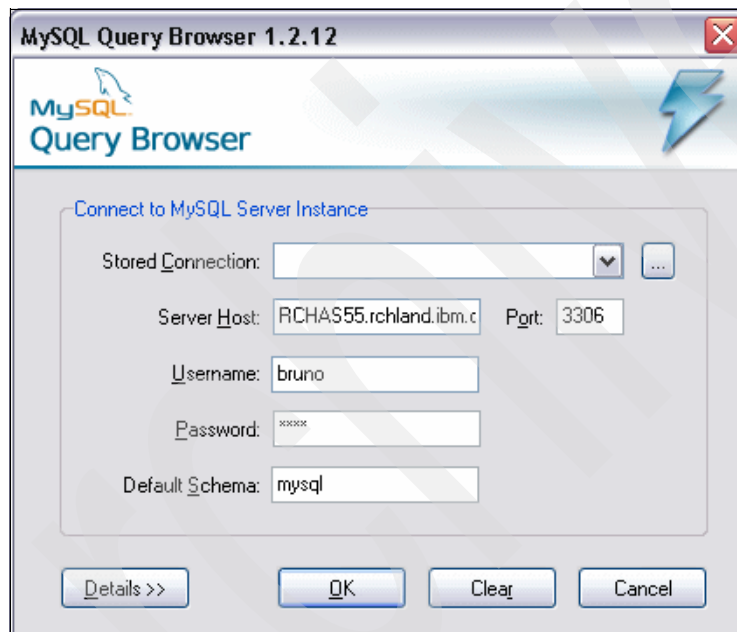 MySQL Query Browser 1.2.12
MySQL
Query Browser
Connect to MySQL Server Instance
Stored Connection:
...
Server Host: RCHAS55.rchland.ibm.c Port: 3306
Username: bruno
Password: ****
Default Schema: mysql
Details >> OK Clear Cancel